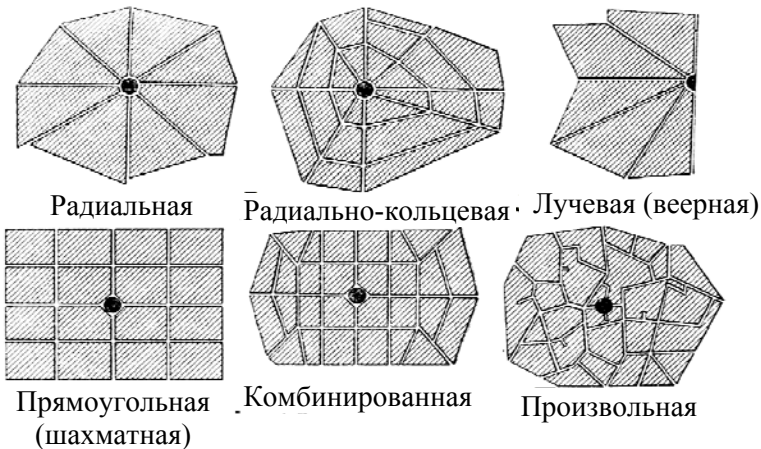 Радиальная
Радиально-кольцевая
Лучевая (веерная)
Прямоугольная
(шахматная)
Комбинированная
Произвольная